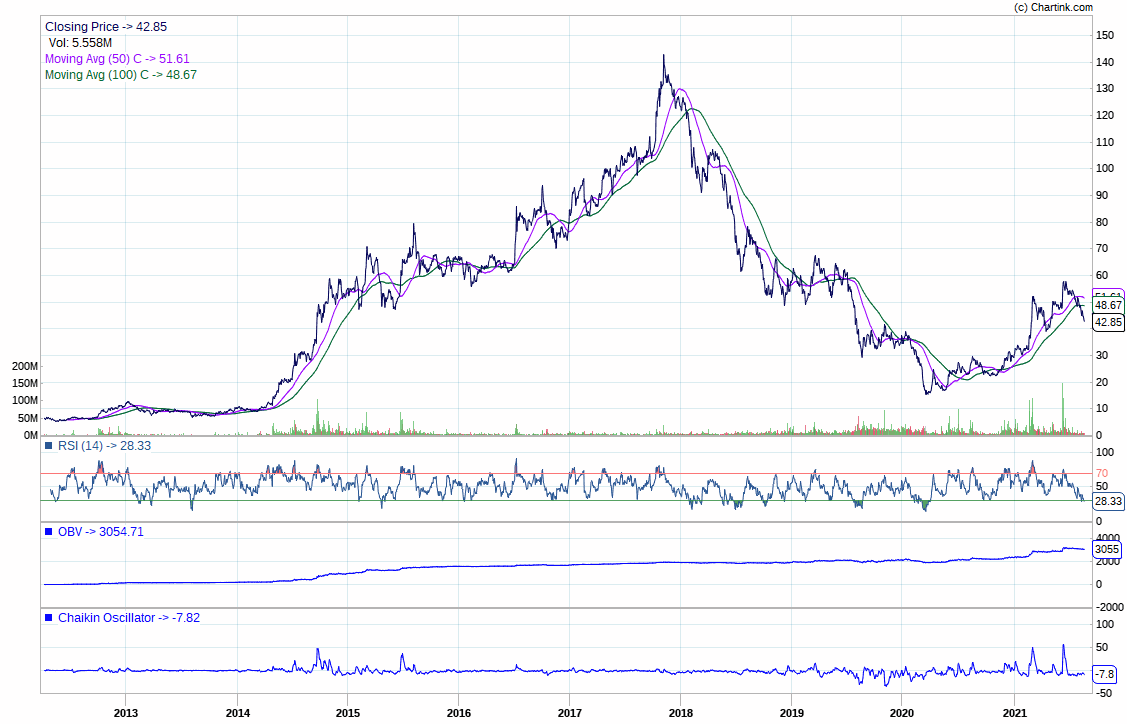 (c) Chartink.com
Closing Price -> 42.85
Vol: 5.558M
Moving Avg (50) C -> 51.61
Moving Avg (100) C -> 48.67
150
140
130
120
110
100
90
80
70
60
51.61
48.67
42.85
30
20
10
0
200M
150M
100M
50M
0M
RSI (14) -> 28.33
100
70
50
28.33
0
OBV -> 3054.71
4000
3055
2000
0
-2000
Chaikin Oscillator -> -7.82
100
50
-7.8
-50
2013 2014 2015 2016 2017 2018 2019 2020 2021